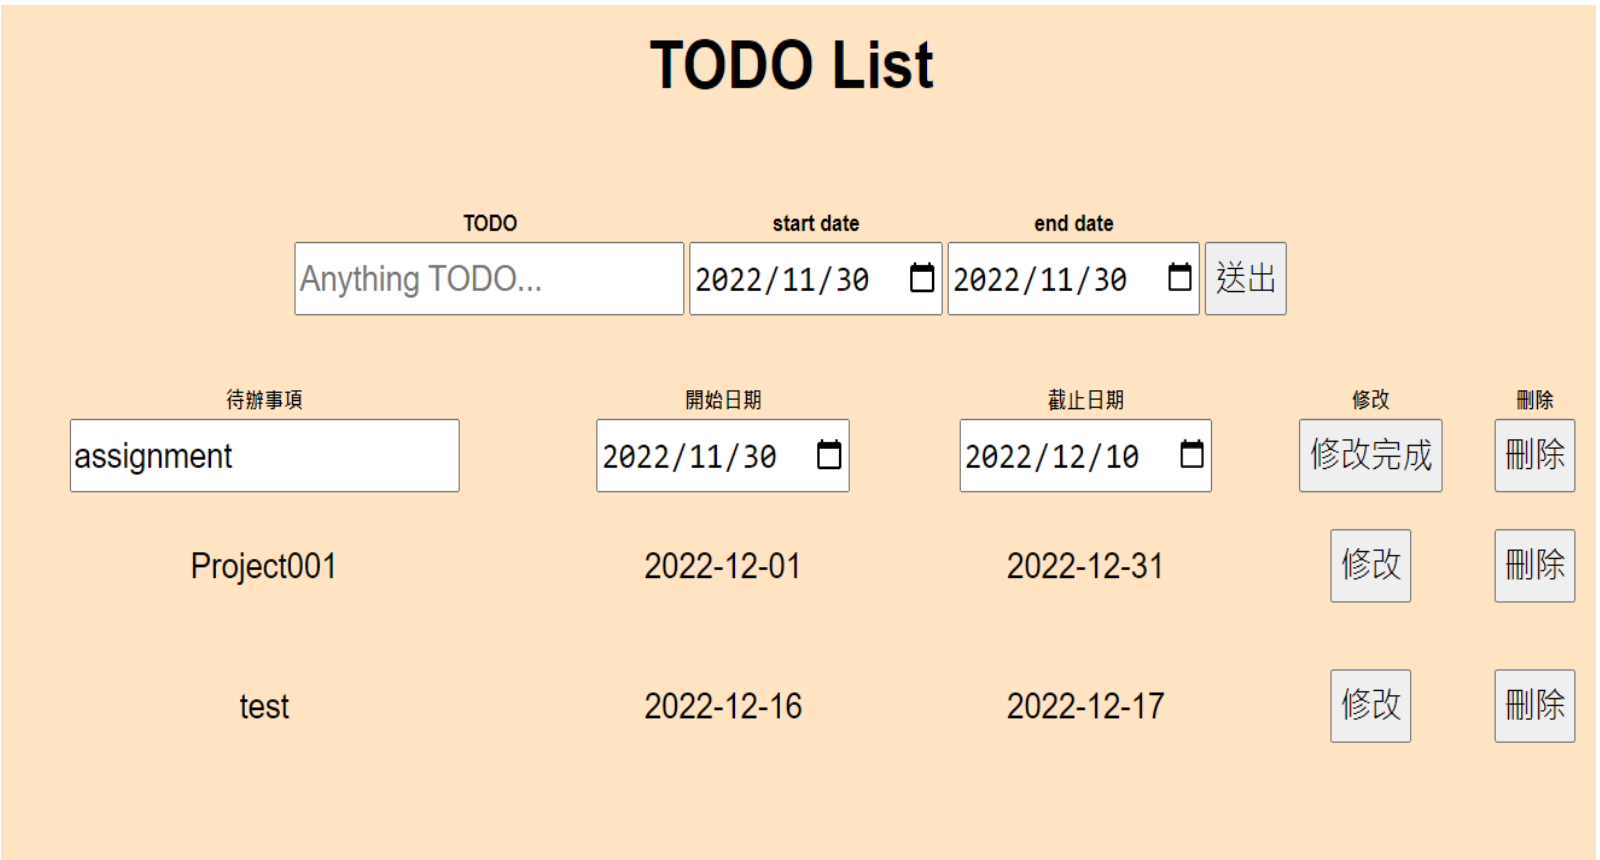 TODO List
TODO start date end date
Anything TODO... 2022/11/30 2022/11/30 送出
待辦事項 開始日期 截止日期 修改 刪除
assignment 2022/11/30 2022/12/10 修改完成 刪除
Project001 2022-12-01 2022-12-31 修改 刪除
test 2022-12-16 2022-12-17 修改 刪除